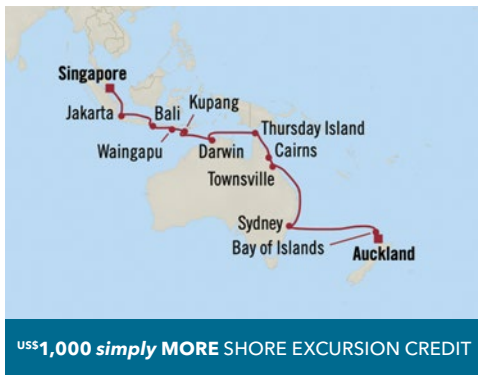 Singapore
Jakarta
Bali
Kupang
Waingapu
Darwin
Thursday Island
Cairns
Townsville
Sydney
Bay of Islands
Auckland
US$1,000 simply MORE SHORE EXCURSION CREDIT